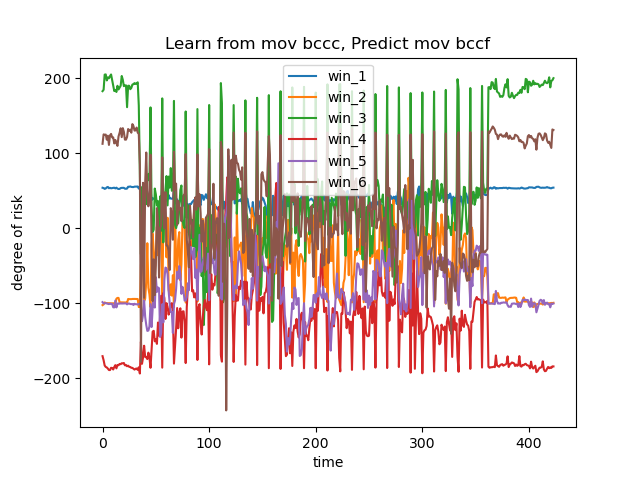 Learn from mov bccc, Predict mov bccf
degree of risk
200
100
0
−100
−200
win_1
win_2
win_3
win_4
win_5
win_6
0 100 200 300 400
time